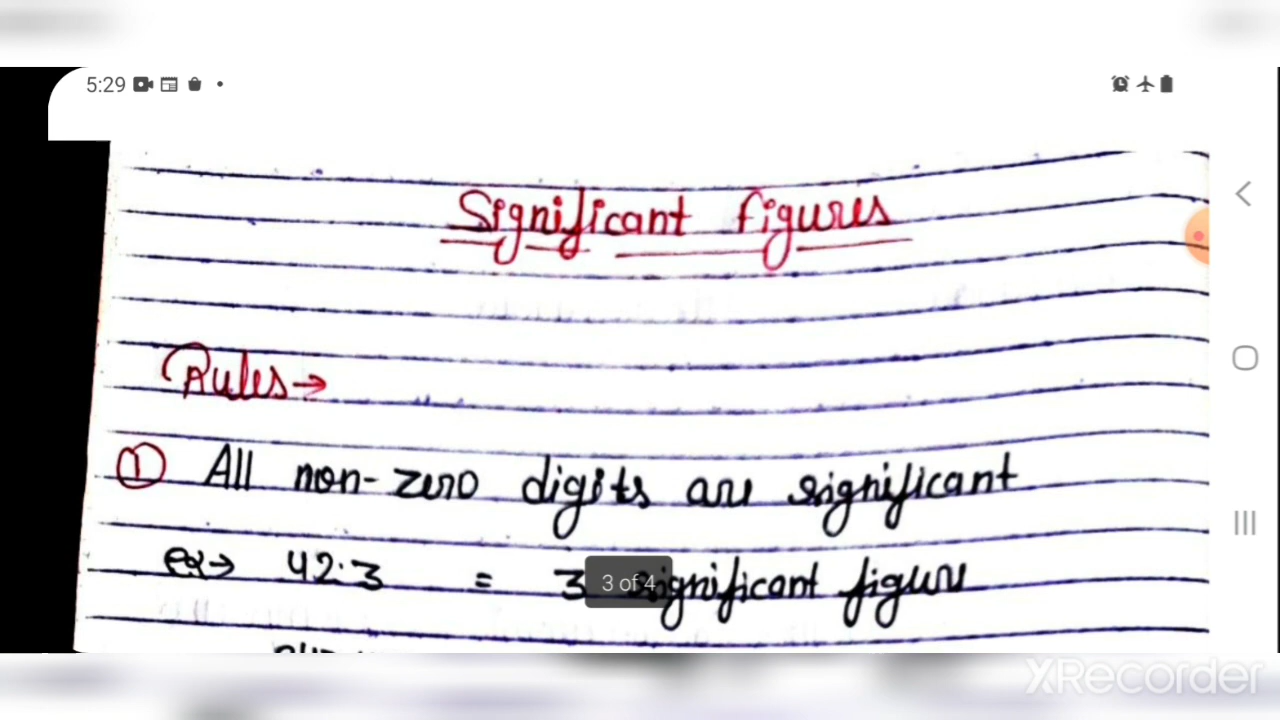 5:29
Significant figures
Rules→
① All non-zero digits are significant
ex→ 42.3 = 3 significant figure
3 of 4
XRecorder